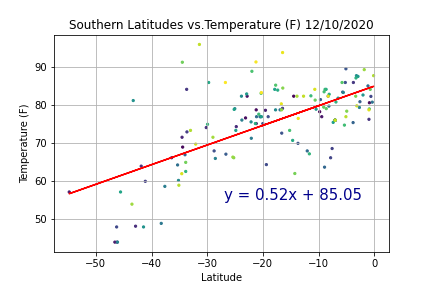 Southern Latitudes vs.Temperature (F) 12/10/2020
Temperature (F)
90
80
70
60
50
y = 0.52x + 85.05
−50
−40
−30
−20
−10
0
Latitude